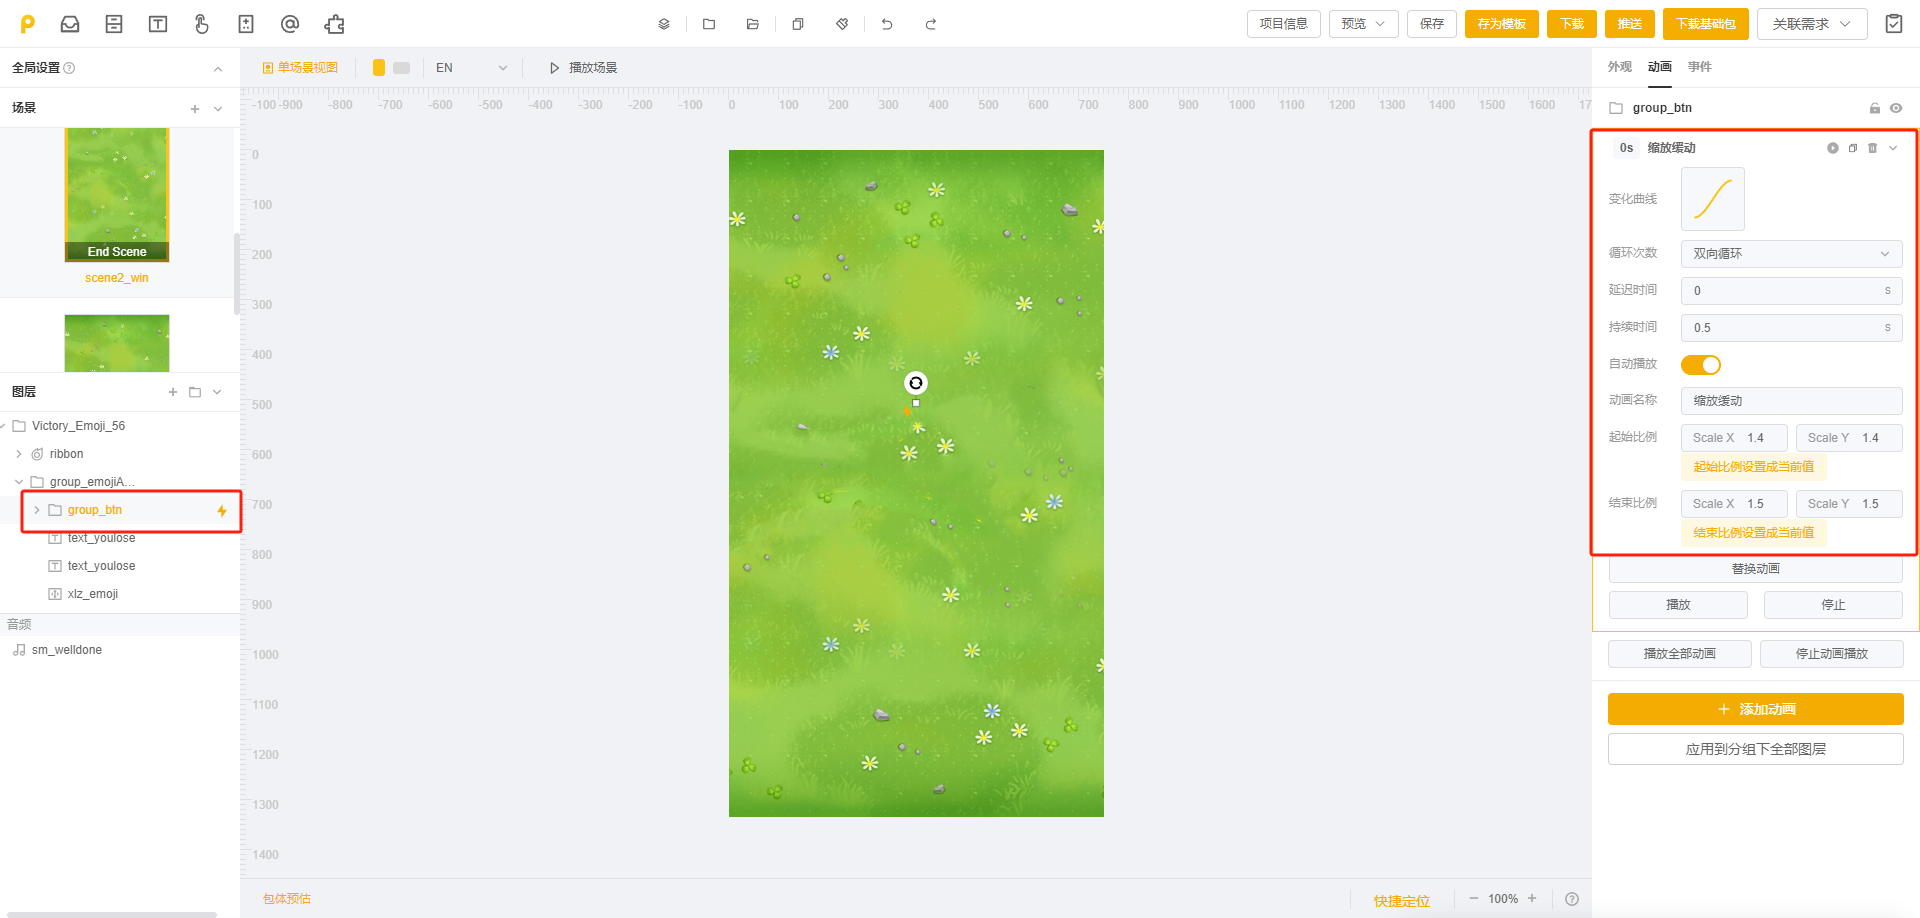 项目信息
预览
保存
存为模板
下载
推送
下载基础包
关联需求
全局设置
单场景视图
EN
播放场景
外观
动画
事件
场景
-1000
-900
-800
-700
-600
-500
-400
-300
-200
-100
0
100
200
300
400
500
600
700
800
900
1000
1100
1200
1300
1400
1500
1600
0
100
200
300
400
500
600
700
800
900
1000
1100
1200
1300
1400
End Scene
scene2_win
图层
Victory_Emoji_56
ribbon
group_emojiA...
group_btn
text_youlose
text_youlose
xlz_emoji
音频
sm_welldone
包体预估
快捷定位
100%
group_btn
0s 缩放缓动
变化曲线
循环次数 双向循环
延迟时间 0 s
持续时间 0.5 s
自动播放
动画名称 缩放缓动
起始比例 Scale X 1.4 Scale Y 1.4
起始比例设置成当前值
结束比例 Scale X 1.5 Scale Y 1.5
结束比例设置成当前值
替换动画
播放 停止
播放全部动画 停止动画播放
添加动画
应用到分组下全部图层